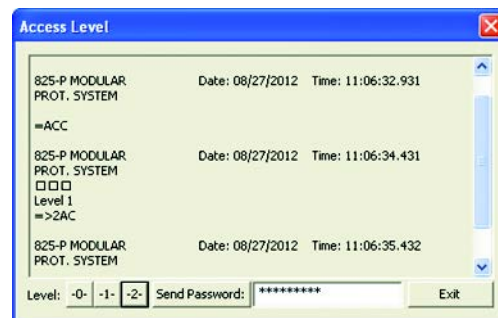 Access Level
825-P MODULAR Date: 08/27/2012 Time: 11:06:32.931
PROT. SYSTEM
=ACC
825-P MODULAR Date: 08/27/2012 Time: 11:06:34.431
PROT. SYSTEM
□□□
Level 1
=>2AC
825-P MODULAR Date: 08/27/2012 Time: 11:06:35.432
PROT. SYSTEM
Level: -0- -1- -2- Send Password: ********* Exit